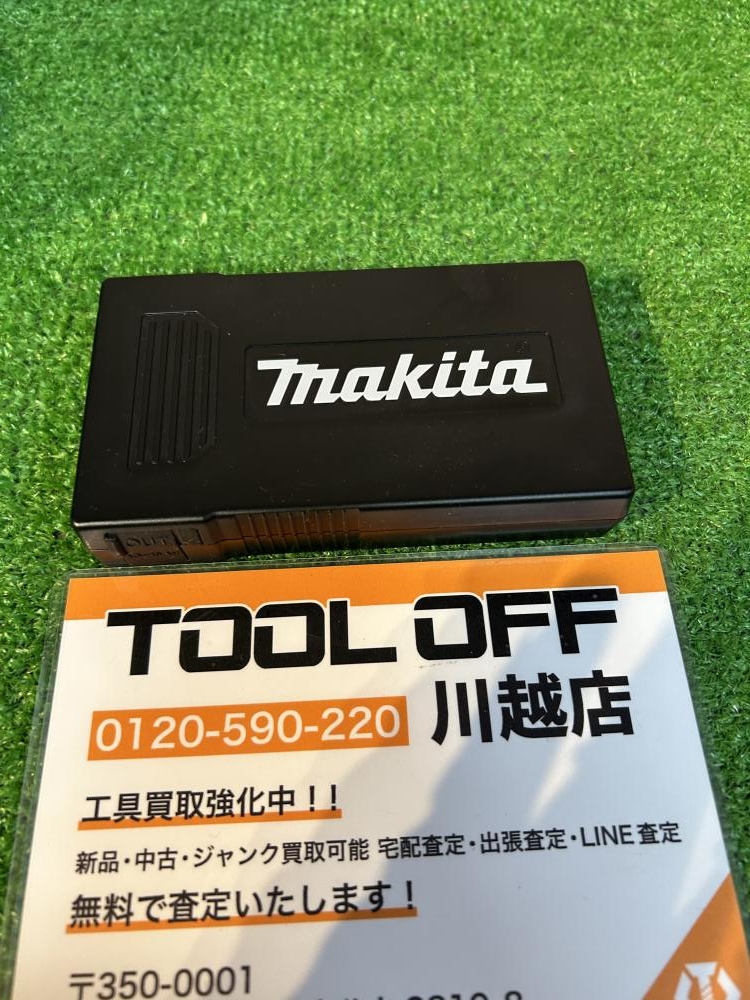 makita
OUT
TOOL OFF
0120-590-220 川越店
工具買取強化中!!
新品・中古・ジャンク買取可能 宅配査定・出張査定・LINE査定
無料で査定いたします!
〒350-0001